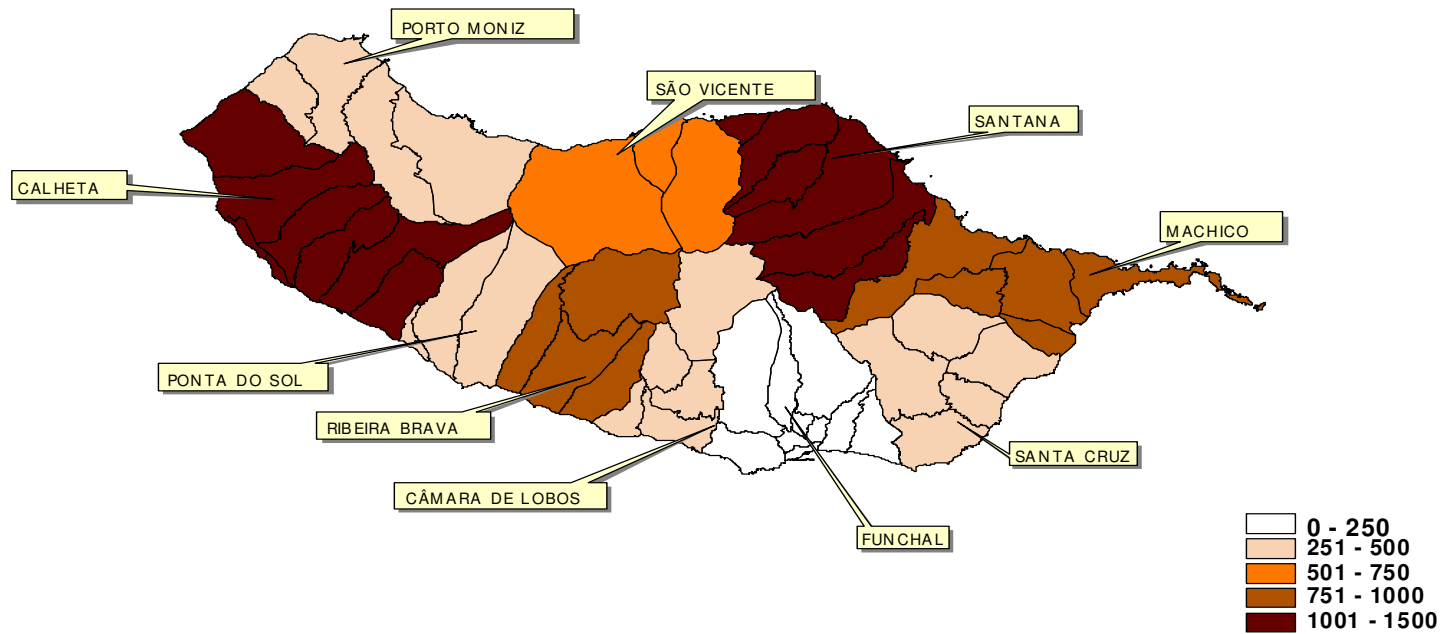 PORTO MONIZ
SÃO VICENTE
SANTANA
CALHETA
MACHICO
PONTA DO SOL
RIBEIRA BRAVA
SANTA CRUZ
CÂMARA DE LOBOS
FUNCHAL
0 - 250
251 - 500
501 - 750
751 - 1000
1001 - 1500